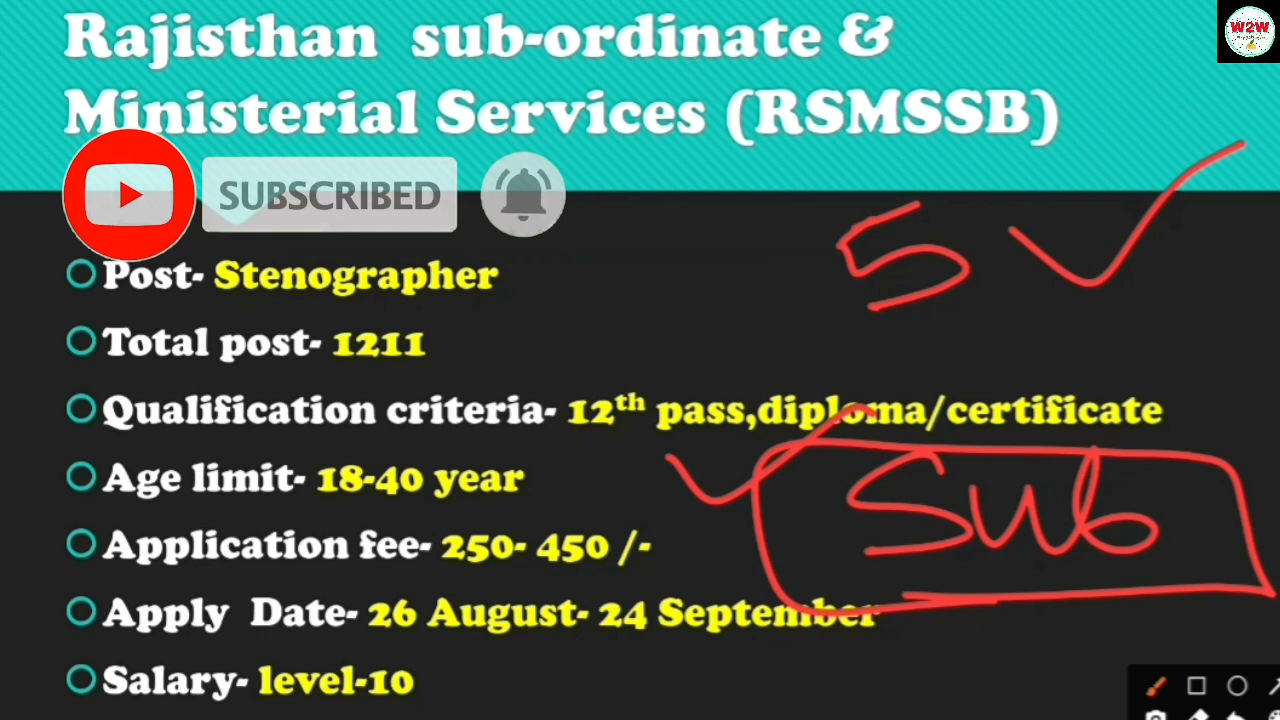 Rajisthan sub-ordinate &
Ministerial Services (RSMSSB)
W2W
SUBSCRIBED
5
Post- Stenographer
Total post- 1211
Qualification criteria- 12th pass,diploma/certificate
Age limit- 18-40 year
Sub
Application fee- 250- 450 /-
Apply Date- 26 August- 24 September
Salary- level-10